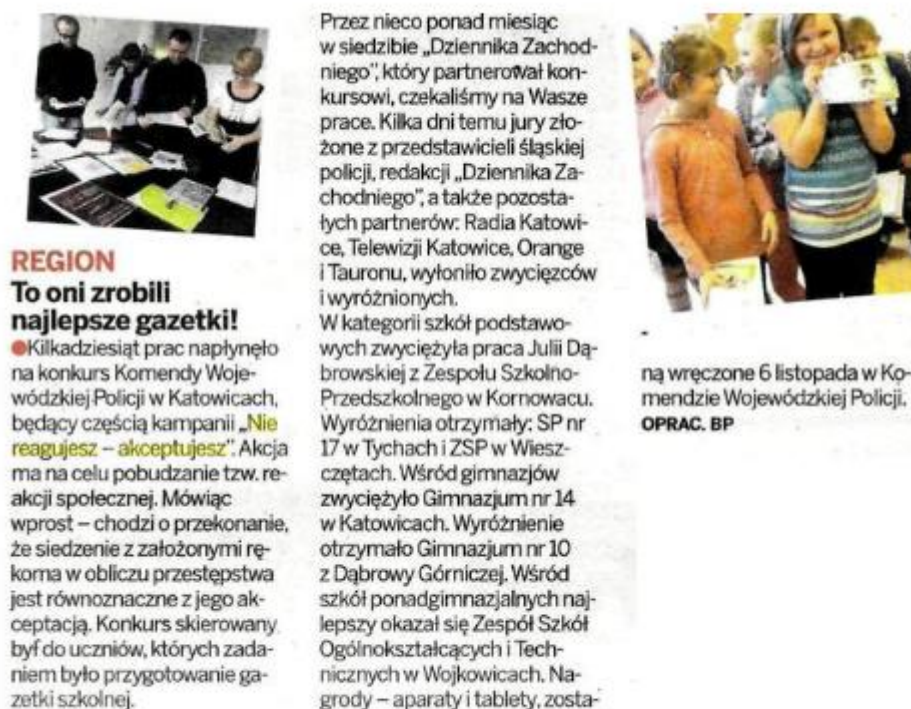 REGION
To oni zrobili
najlepsze gazetki!
●Kilkadziesiąt prac napłynęło
na konkurs Komendy Woje-
wódzkiej Policji w Katowicach,
będący częścią kampanii „Nie
reagujesz – akceptujesz”. Akcja
ma na celu pobudzanie tzw. re-
akcji społecznej. Mówiąc
wprost – chodzi o przekonanie,
że siedzenie z założonymi rę-
koma w obliczu przestępstwa
jest równoznaczne z jego ak-
ceptacją. Konkurs skierowany
był do uczniów, których zada-
niem było przygotowanie ga-
zetki szkolnej.
Przez nieco ponad miesiąc
w siedzibie „Dziennika Zachod-
niego”, który partnerował kon-
kursowi, czekaliśmy na Wasze
prace. Kilka dni temu jury zło-
żone z przedstawicieli śląskiej
policji, redakcji „Dziennika Za-
chodniego”, a także pozosta-
łych partnerów: Radia Katowi-
ce, Telewizji Katowice, Orange
i Tauronu, wyłoniło zwycięzców
i wyróżnionych.
W kategorii szkół podstawo-
wych zwyciężyła praca Julii Dą-
browskiej z Zespołu Szkolno-
Przedszkolnego w Kornowacu.
Wyróżnienia otrzymały: SP nr
17 w Tychach i ZSP w Wiesz-
czętach. Wśród gimnazjów
zwyciężyło Gimnazjum nr 14
w Katowicach. Wyróżnienie
otrzymało Gimnazjum nr 10
z Dąbrowy Górniczej. Wśród
szkół ponadgimnazjalnych naj-
lepszy okazał się Zespół Szkół
Ogólnokształcących i Tech-
nicznych w Wojkowicach. Na-
grody – aparaty i tablety, zosta-
ną wręczone 6 listopada w Ko-
mendzie Wojewódzkiej Policji.
OPRAC. BP